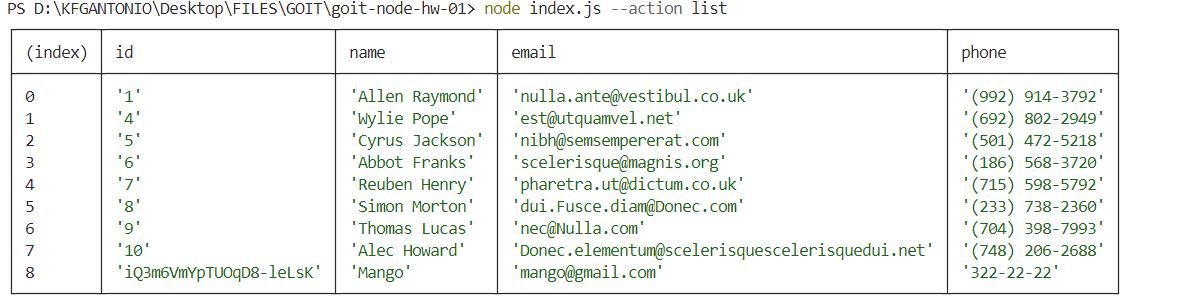 PS D:\KFGANTONIO\Desktop\FILES\GOIT\goit-node-hw-01> node index.js --action list
(index) id name email phone
0 '1' 'Allen Raymond' 'nulla.ante@vestibul.co.uk' '(992) 914-3792'
1 '4' 'Wylie Pope' 'est@utquamvel.net' '(692) 802-2949'
2 '5' 'Cyrus Jackson' 'nibh@semsempererat.com' '(501) 472-5218'
3 '6' 'Abbot Franks' 'scelerisque@magnis.org' '(186) 568-3720'
4 '7' 'Reuben Henry' 'pharetra.ut@dictum.co.uk' '(715) 598-5792'
5 '8' 'Simon Morton' 'dui.Fusce.diam@Donec.com' '(233) 738-2360'
6 '9' 'Thomas Lucas' 'nec@Nulla.com' '(704) 398-7993'
7 '10' 'Alec Howard' 'Donec.elementum@scelerisquescelerisquedui.net' '(748) 206-2688'
8 'iQ3m6VmYpTUOqD8-leLsK' 'Mango' 'mango@gmail.com' '322-22-22'